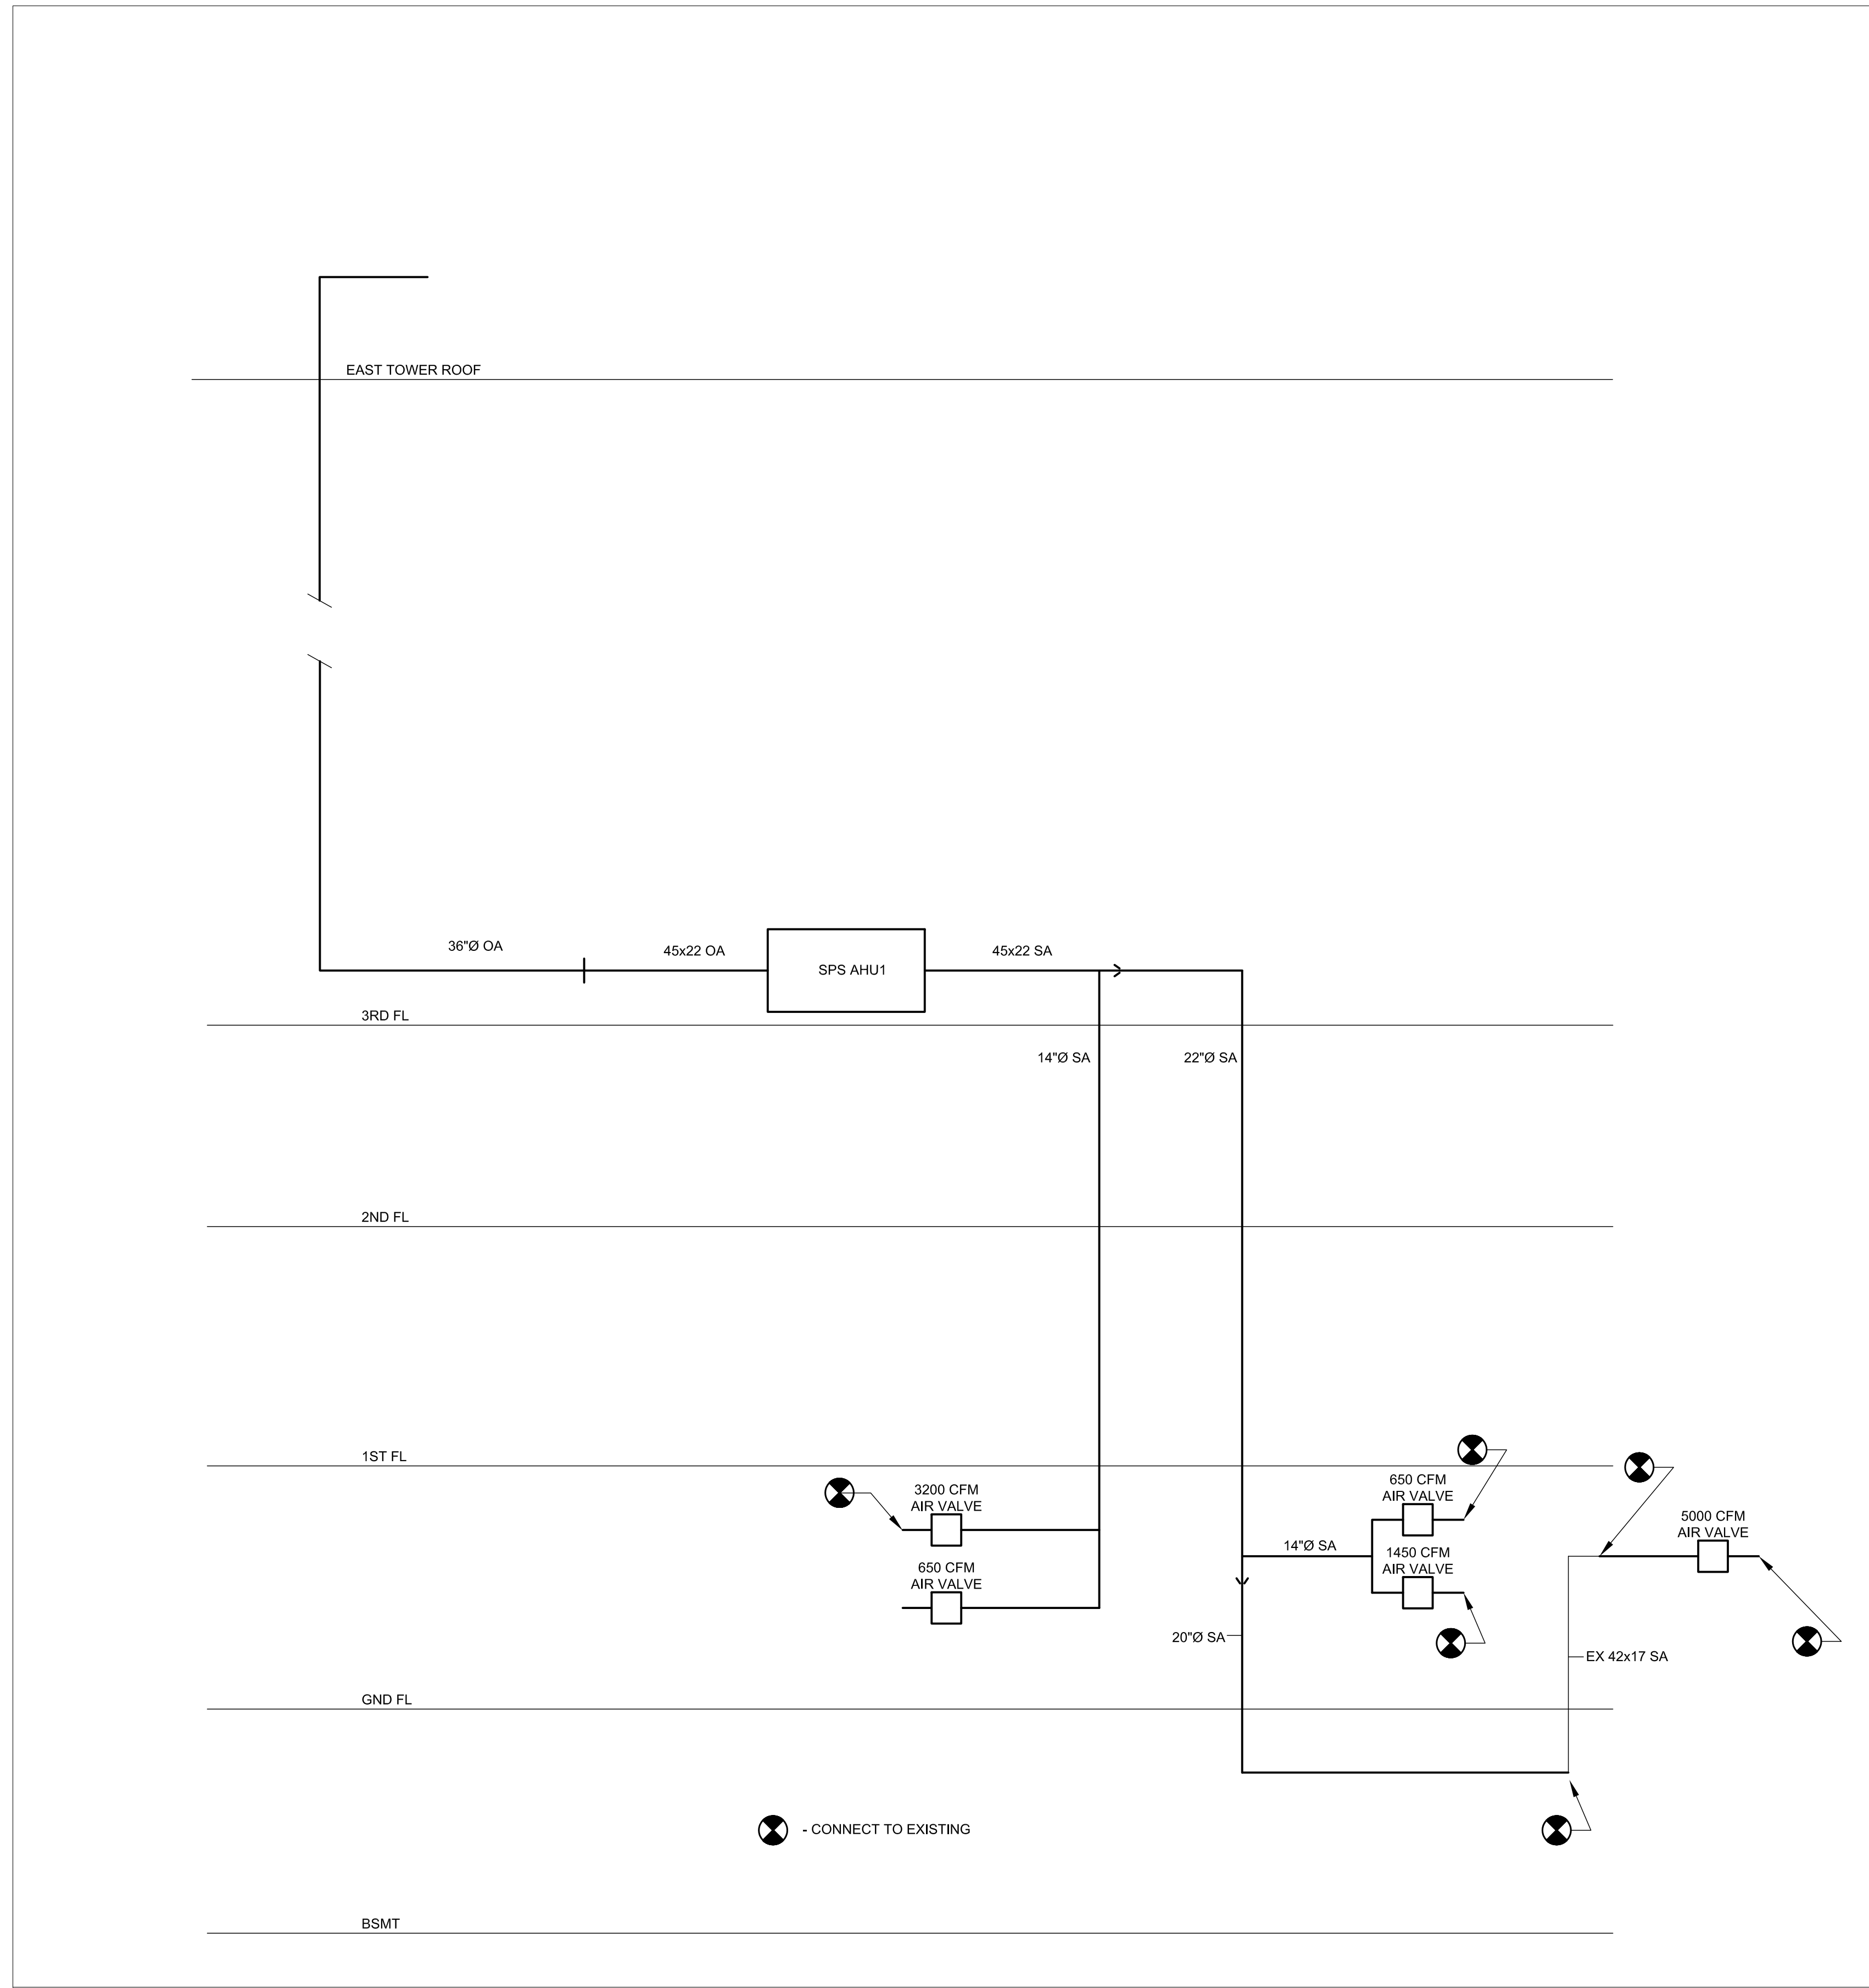 EAST TOWER ROOF
36"Ø OA
45x22 OA
SPS AHU1
45x22 SA
3RD FL
14"Ø SA
22"Ø SA
2ND FL
1ST FL
3200 CFM
AIR VALVE
650 CFM
AIR VALVE
650 CFM
AIR VALVE
14"Ø SA
1450 CFM
AIR VALVE
5000 CFM
AIR VALVE
20"Ø SA
EX 42x17 SA
GND FL
- CONNECT TO EXISTING
BSMT